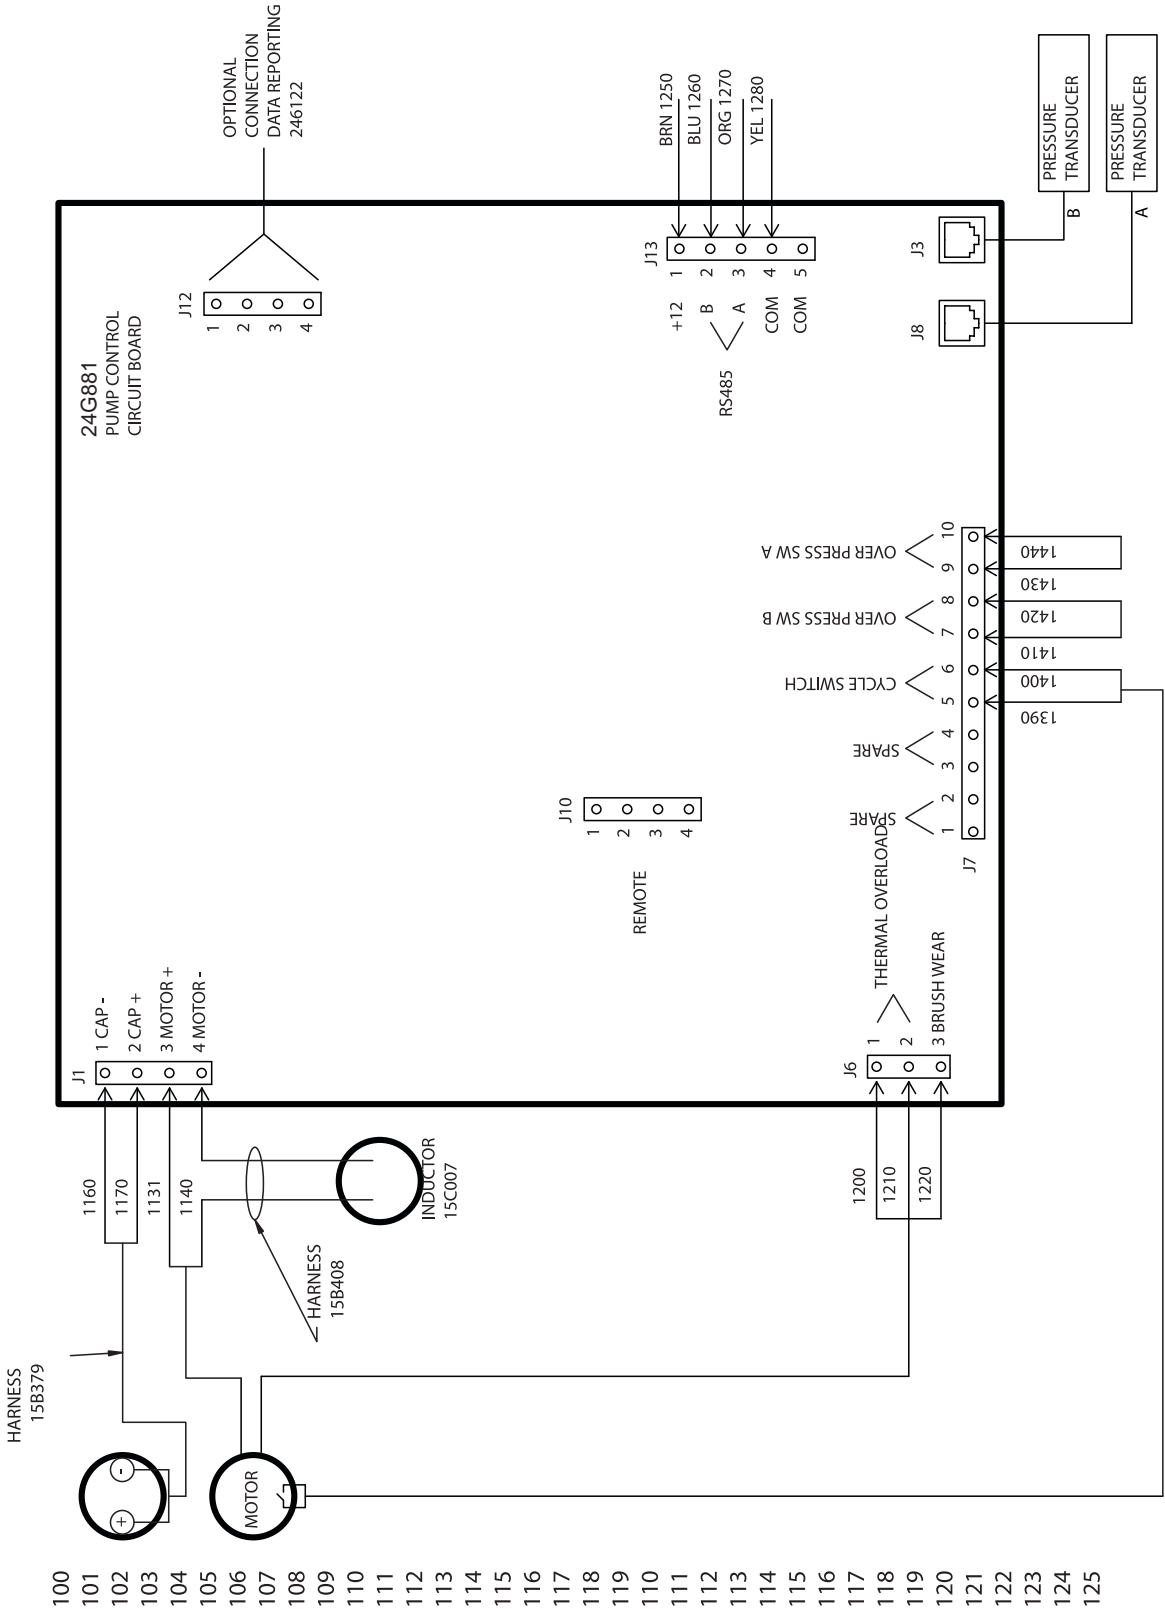 OPTIONAL
CONNECTION
DATA REPORTING
246122
24G881
PUMP CONTROL
CIRCUIT BOARD
J12
1
2
3
4
BRN 1250
BLU 1260
ORG 1270
YEL 1280
J13
1
2
3
4
5
+12
B
A
COM
COM
RS485
J3
J8
PRESSURE
TRANSDUCER
B
PRESSURE
TRANSDUCER
A
OVER PRESS SW A
OVER PRESS SW B
CYCLE SWITCH
SPARE
SPARE
10
9
8
7
6
5
4
3
2
1
J7
1440
1430
1420
1410
1400
1390
J10
1
2
3
4
REMOTE
THERMAL OVERLOAD
J6
1
2
3 BRUSH WEAR
1200
1210
1220
J1
1 CAP -
2 CAP +
3 MOTOR +
4 MOTOR -
1160
1170
1131
1140
INDUCTOR
15C007
HARNESS
15B408
HARNESS
15B379
-
+
MOTOR
100
101
102
103
104
105
106
107
108
109
110
111
112
113
114
115
116
117
118
119
110
111
112
113
114
115
116
117
118
119
120
121
122
123
124
125